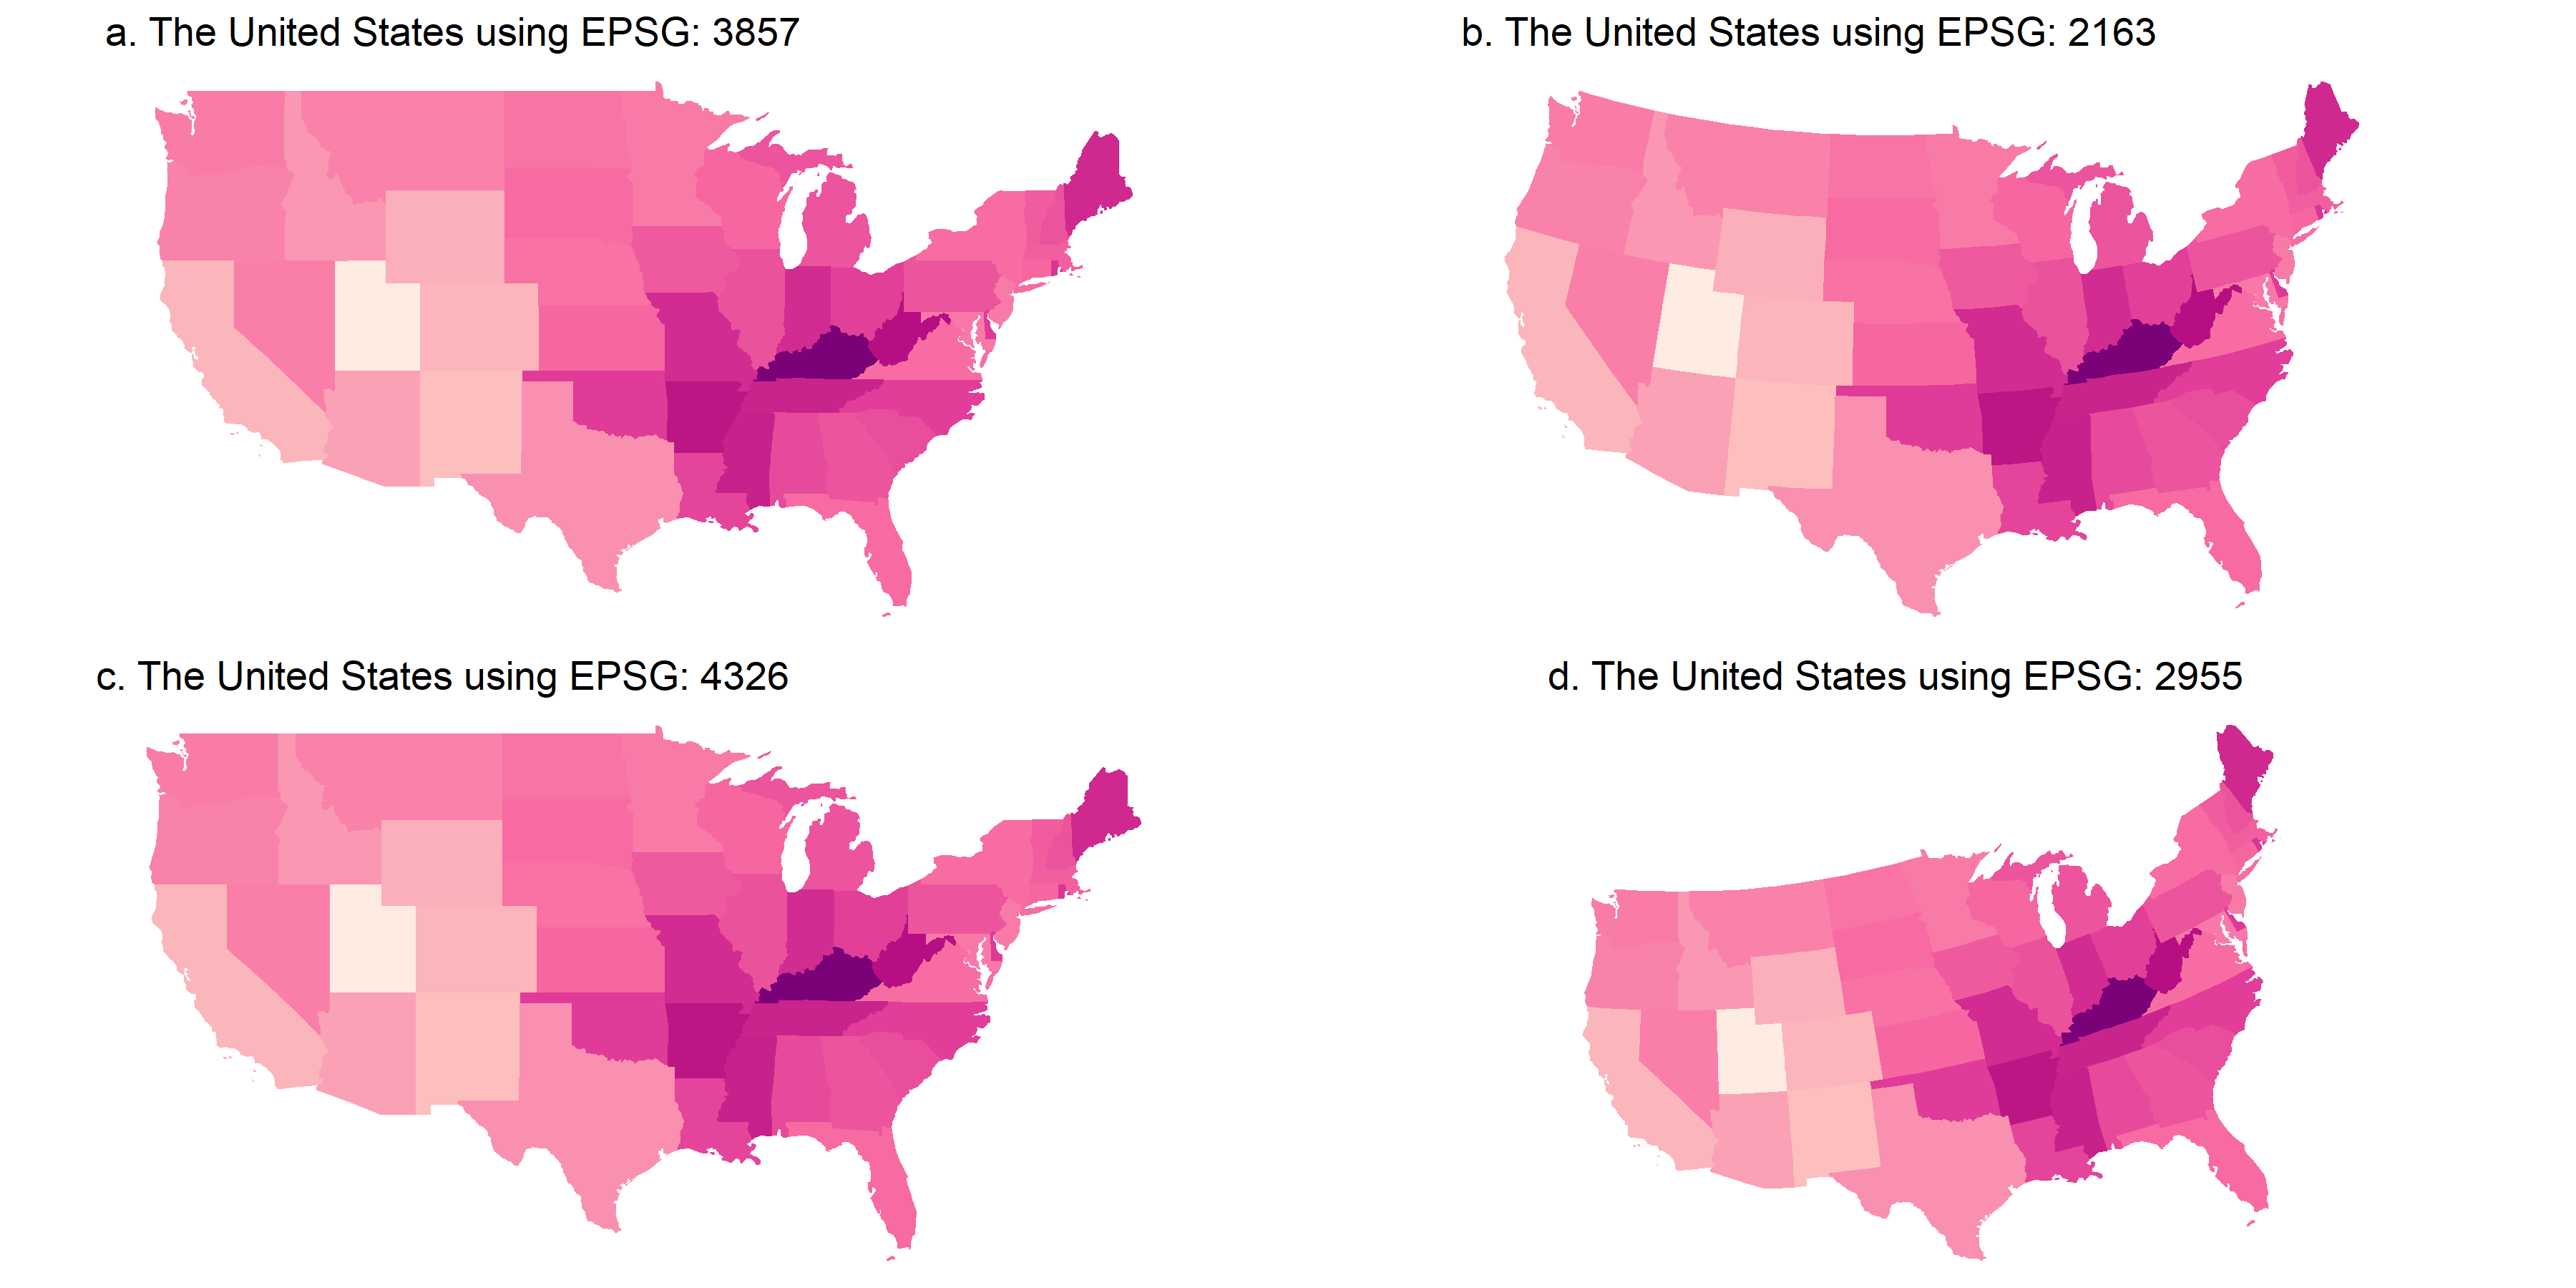 a. The United States using EPSG: 3857
b. The United States using EPSG: 2163
c. The United States using EPSG: 4326
d. The United States using EPSG: 2955